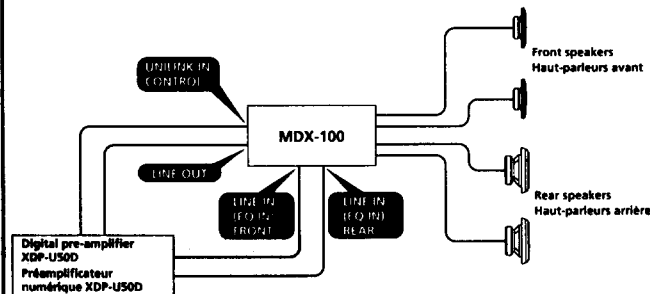 UNILINK IN
CONTROL
MDX-100
LINE OUT
LINE IN
(EQ IN)
FRONT
LINE IN
(EQ IN)
REAR
Front speakers
Haut-parleurs avant
Rear speakers
Haut-parleurs arrière
Digital pre-amplifier
XDP-U50D
Préamplificateur
numérique XDP-U50D